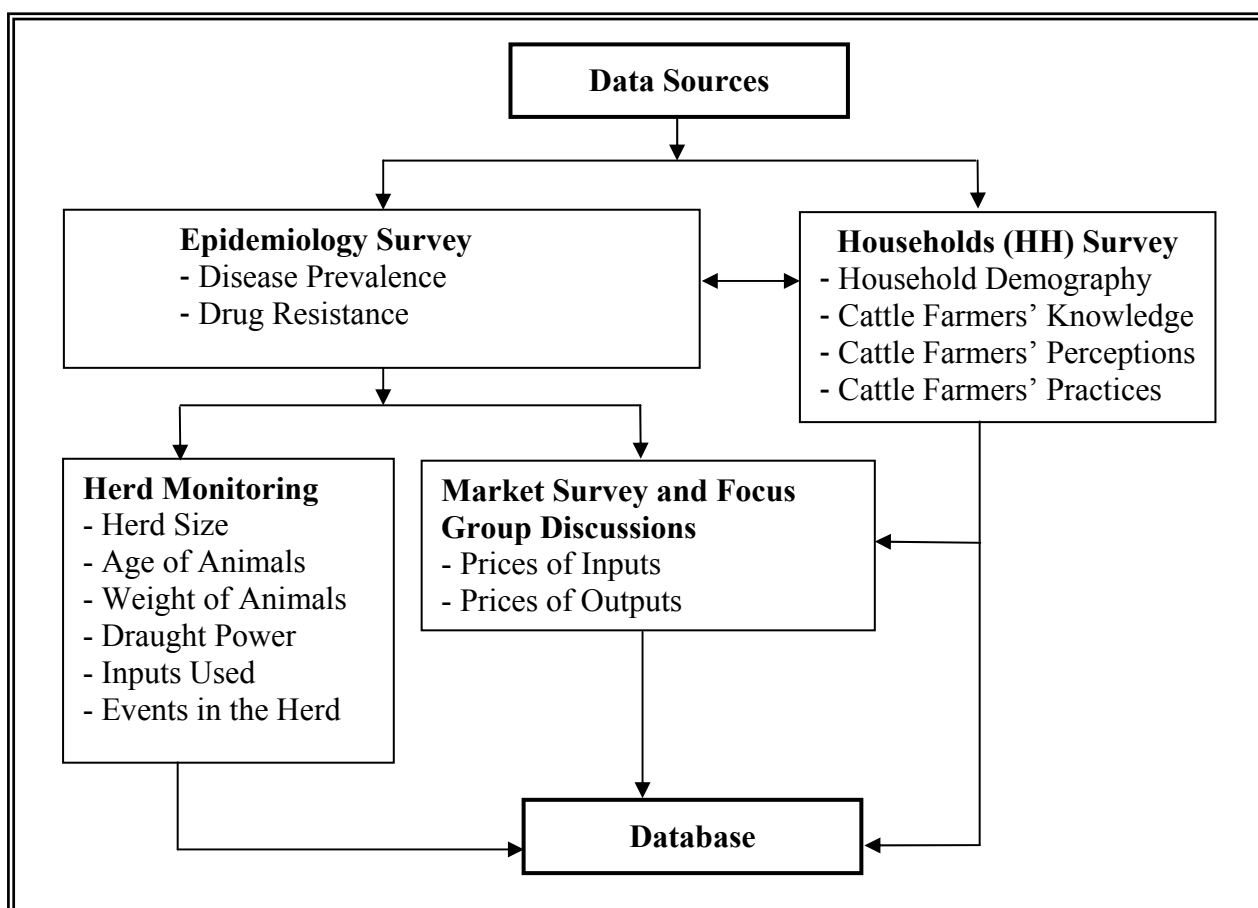 Data Sources
Epidemiology Survey
- Disease Prevalence
- Drug Resistance
Households (HH) Survey
- Household Demography
- Cattle Farmers’ Knowledge
- Cattle Farmers’ Perceptions
- Cattle Farmers’ Practices
Herd Monitoring
- Herd Size
- Age of Animals
- Weight of Animals
- Draught Power
- Inputs Used
- Events in the Herd
Market Survey and Focus
Group Discussions
- Prices of Inputs
- Prices of Outputs
Database